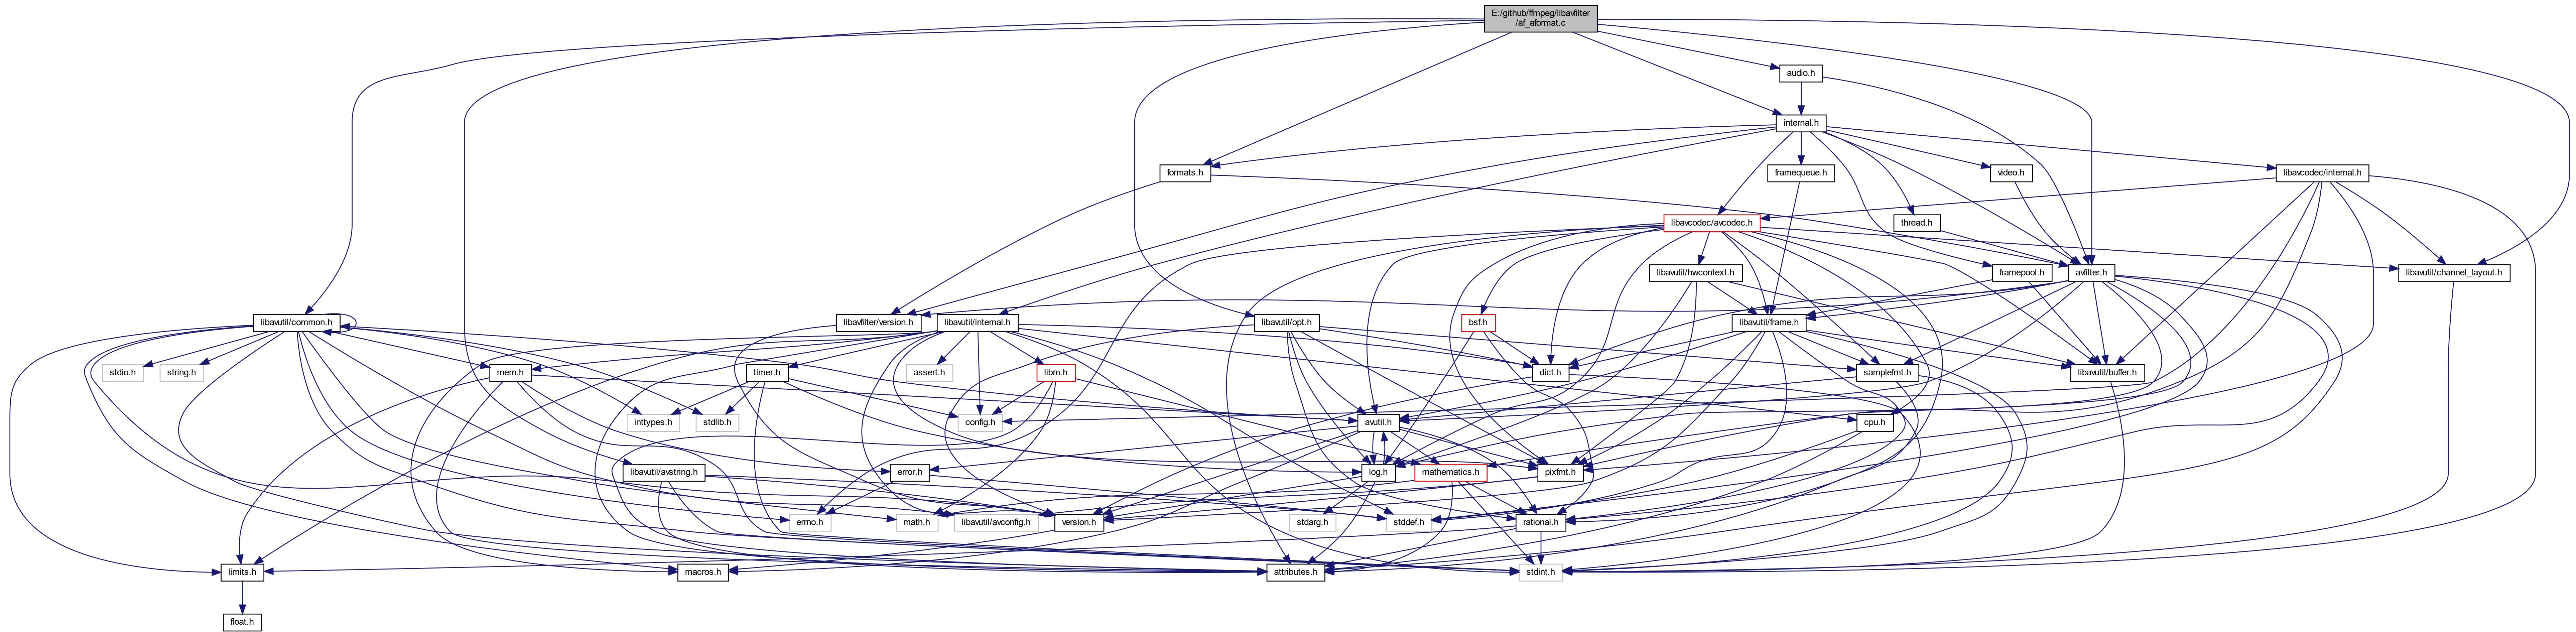 E:/github/ffmpeg/libavfilter
/af_aformat.c
audio.h
internal.h
formats.h
framequeue.h
video.h
libavcodec/internal.h
libavcodec/avcodec.h
thread.h
libavutil/hwcontext.h
framepool.h
avfilter.h
libavutil/channel_layout.h
libavutil/common.h
libavfilter/version.h
libavutil/internal.h
libavutil/opt.h
bsf.h
libavutil/frame.h
stdio.h
string.h
mem.h
timer.h
assert.h
libm.h
dict.h
samplefmt.h
libavutil/buffer.h
inttypes.h
stdlib.h
config.h
avutil.h
cpu.h
libavutil/avstring.h
error.h
log.h
mathematics.h
pixfmt.h
errno.h
math.h
libavutil/avconfig.h
version.h
stdarg.h
stddef.h
rational.h
limits.h
macros.h
attributes.h
stdint.h
float.h